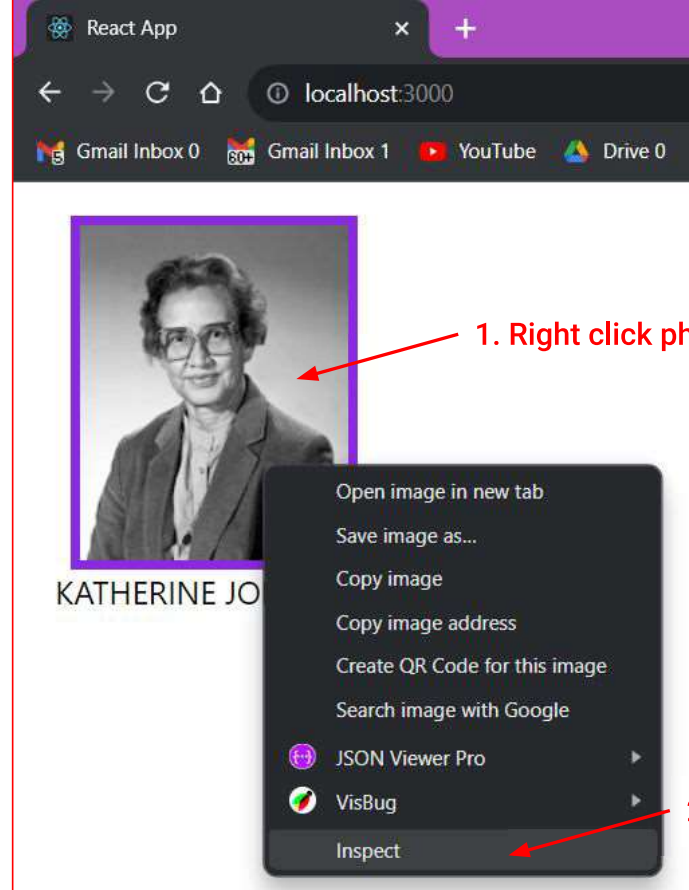 React App
localhost:3000
5 Gmail Inbox 0 60+ Gmail Inbox 1 YouTube Drive 0
1. Right click
KATHERINE
Open image in new tab
Save image as...
Copy image
Copy image address
Create QR Code for this image
Search image with Google
JSON Viewer Pro
VisBug
Inspect